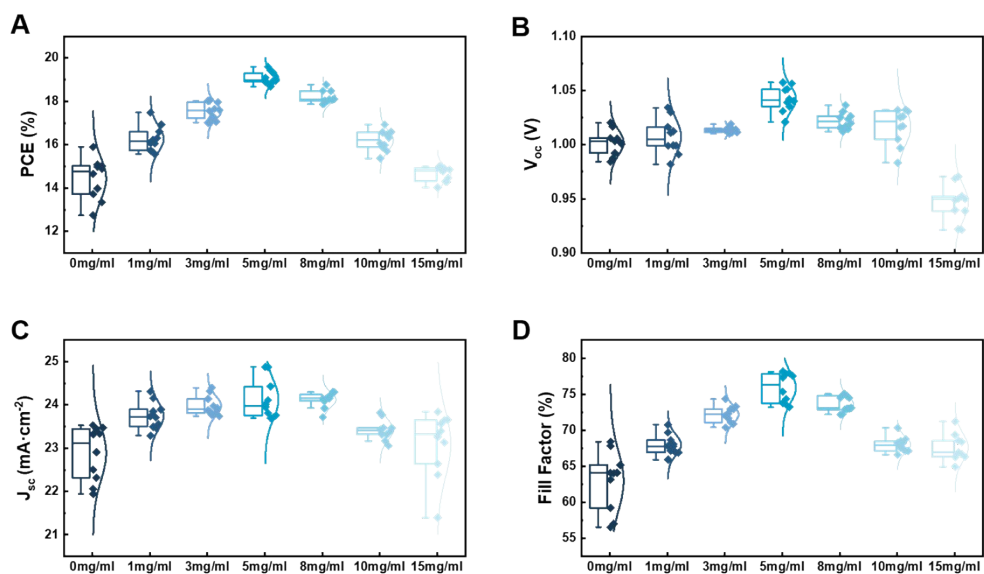 A
PCE (%)
20
18
16
14
12
0mg/ml 1mg/ml 3mg/ml 5mg/ml 8mg/ml 10mg/ml 15mg/ml
B
V_oc (V)
1.10
1.05
1.00
0.95
0.90
0mg/ml 1mg/ml 3mg/ml 5mg/ml 8mg/ml 10mg/ml 15mg/ml
C
J_sc (mA·cm⁻²)
25
24
23
22
21
0mg/ml 1mg/ml 3mg/ml 5mg/ml 8mg/ml 10mg/ml 15mg/ml
D
Fill Factor (%)
80
75
70
65
60
55
0mg/ml 1mg/ml 3mg/ml 5mg/ml 8mg/ml 10mg/ml 15mg/ml